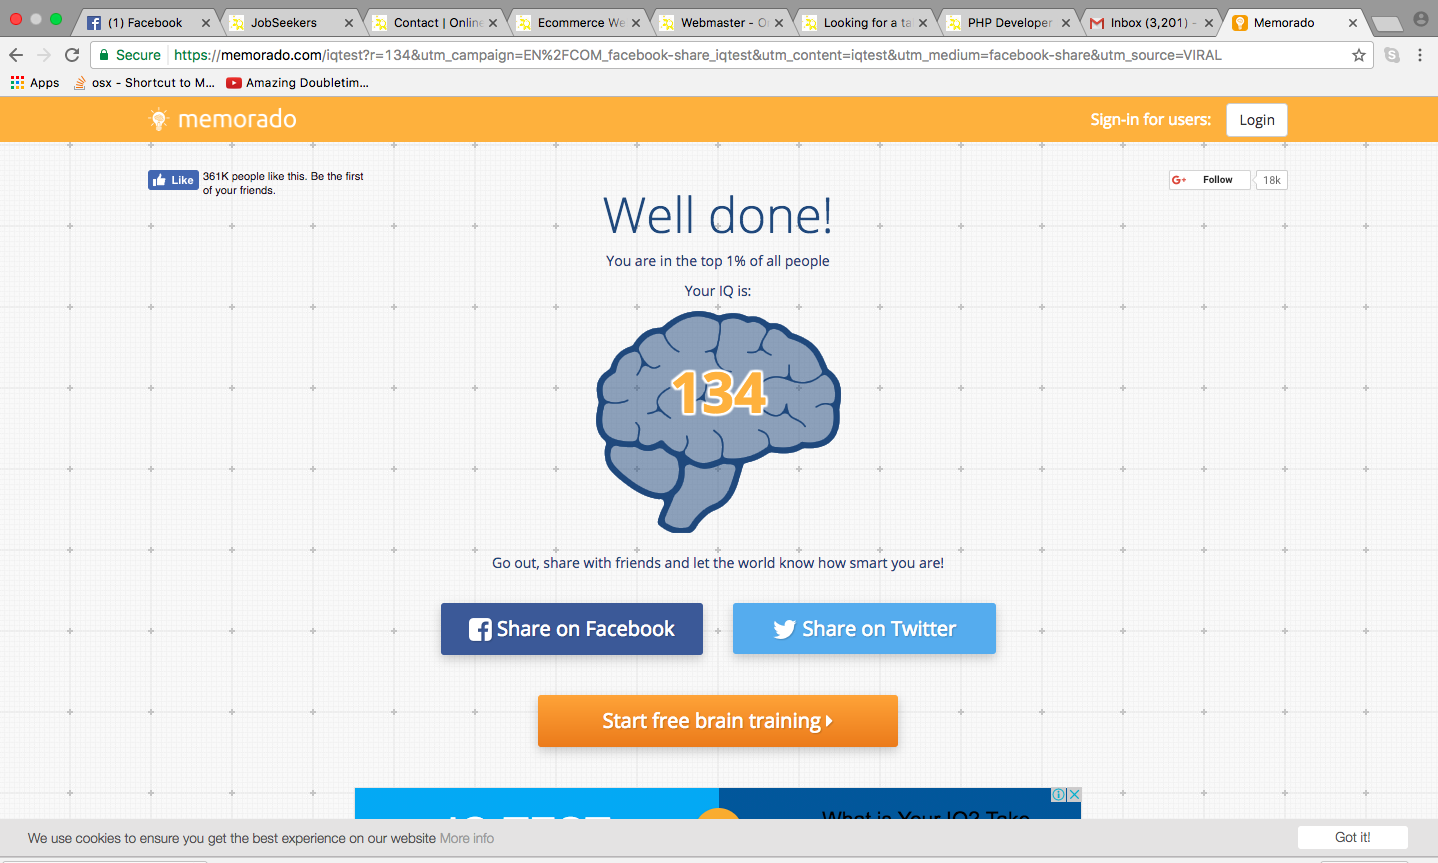 (1) Facebook
JobSeekers
Contact | Online
Ecommerce We
Webmaster - O
Looking for a ta
PHP Developer
Inbox (3,201) -
Memorado
Secure
https://memorado.com/iqtest?r=134&utm_campaign=EN%2FCOM_facebook-share_iqtest&utm_content=iqtest&utm_medium=facebook-share&utm_source=VIRAL
Apps
osx - Shortcut to M...
Amazing Doubletim...
memorado
Sign-in for users:
Login
Like
361K people like this. Be the first
of your friends.
G+
Follow
18k
Well done!
You are in the top 1% of all people
Your IQ is:
134
Go out, share with friends and let the world know how smart you are!
Share on Facebook
Share on Twitter
Start free brain training
IQ TEST
What is Your IQ? Take
We use cookies to ensure you get the best experience on our website More info
Got it!